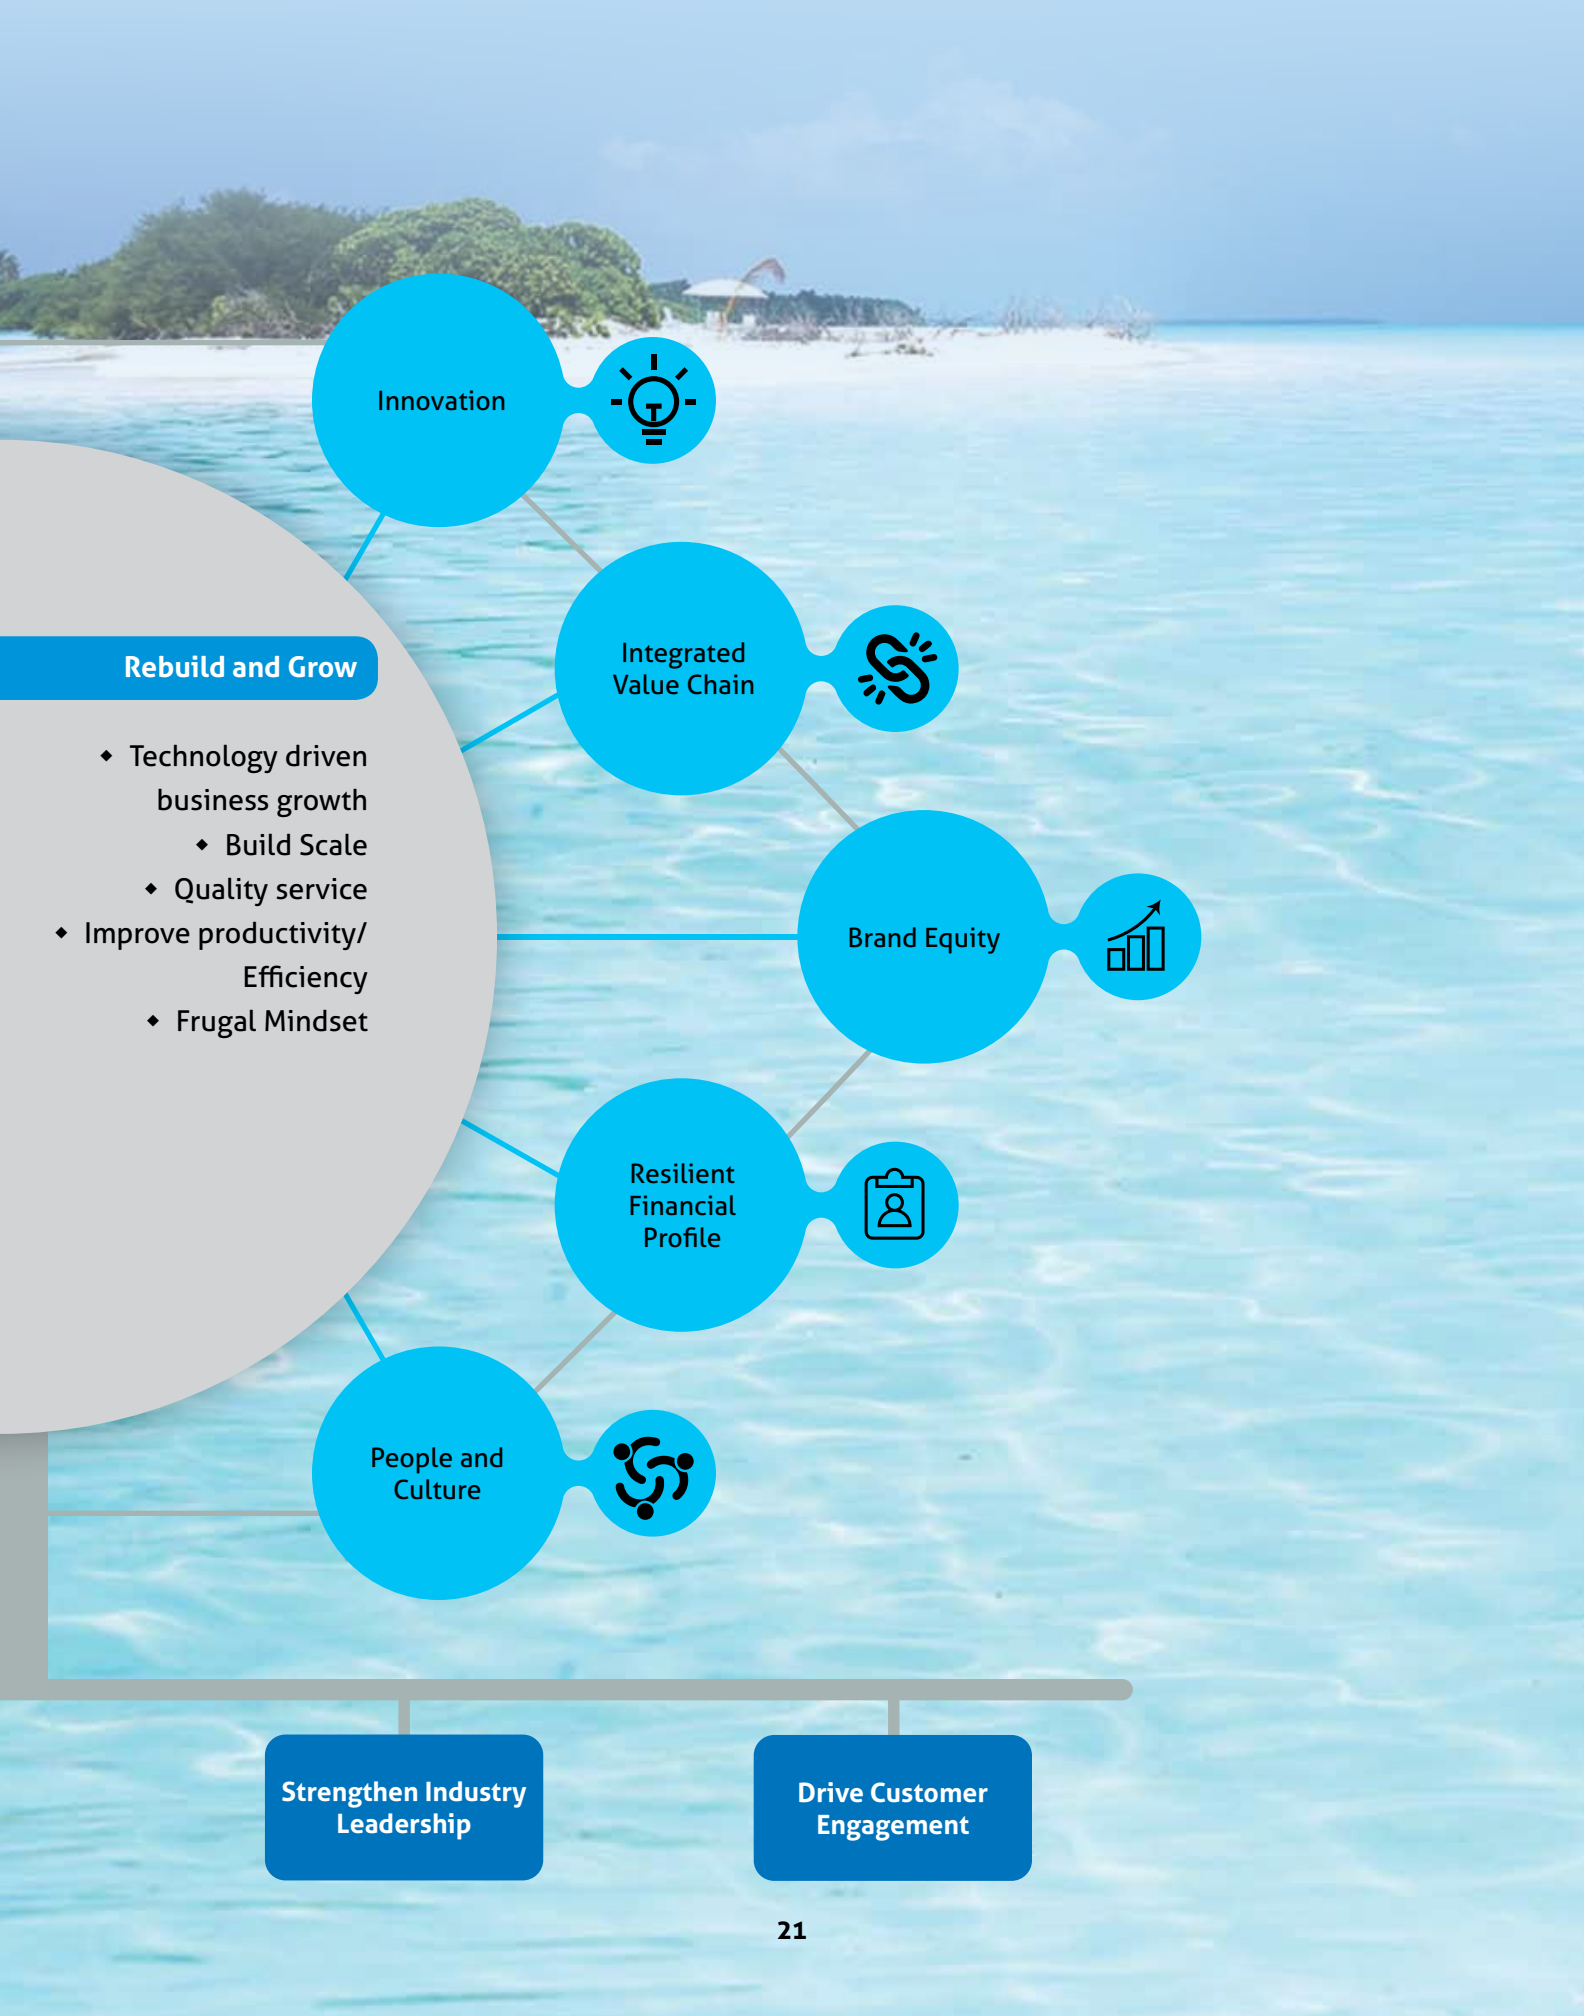 Innovation
Integrated
Value Chain
Rebuild and Grow
◆ Technology driven
business growth
◆ Build Scale
◆ Quality service
◆ Improve productivity/
Efficiency
◆ Frugal Mindset
Brand Equity
Resilient
Financial
Profile
People and
Culture
Strengthen Industry
Leadership
Drive Customer
Engagement
21